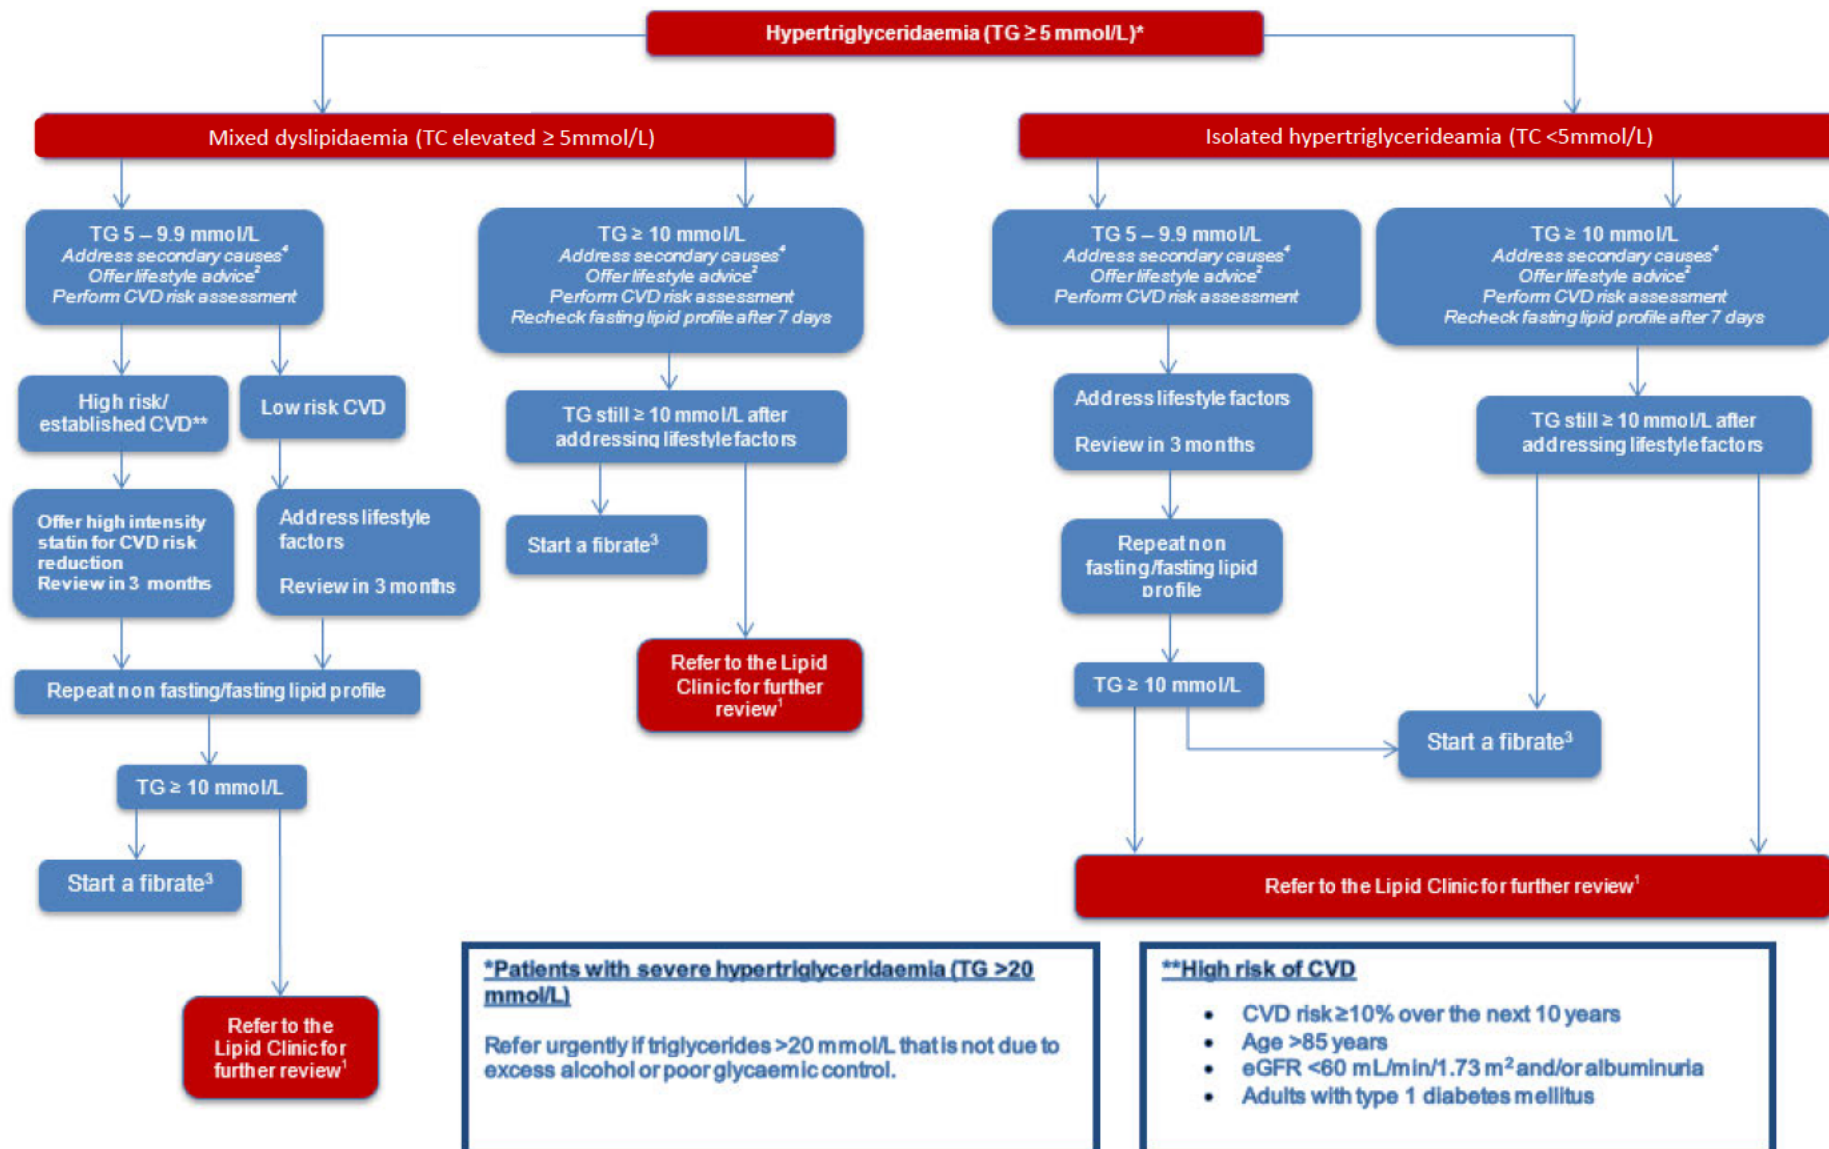 Hypertriglyceridaemia (TG ≥ 5 mmol/L)*
Mixed dyslipidaemia (TC elevated ≥ 5mmol/L)
TG 5 – 9.9 mmol/L
Address secondary causes⁴
Offer lifestyle advice²
Perform CVD risk assessment
High risk/
established CVD**
Low risk CVD
Offer high intensity
statin for CVD risk
reduction
Review in 3 months
Address lifestyle
factors
Review in 3 months
Repeat non fasting/fasting lipid profile
TG ≥ 10 mmol/L
Start a fibrate³
Refer to the
Lipid Clinic for
further review¹
TG ≥ 10 mmol/L
Address secondary causes⁴
Offer lifestyle advice²
Perform CVD risk assessment
Recheck fasting lipid profile after 7 days
TG still ≥ 10 mmol/L after
addressing lifestyle factors
Start a fibrate³
Refer to the Lipid
Clinic for further
review¹
Isolated hypertriglycerideamia (TC <5mmol/L)
TG 5 – 9.9 mmol/L
Address secondary causes⁴
Offer lifestyle advice²
Perform CVD risk assessment
Address lifestyle factors
Review in 3 months
Repeat non
fasting/fasting lipid
profile
TG ≥ 10 mmol/L
TG ≥ 10 mmol/L
Address secondary causes⁴
Offer lifestyle advice²
Perform CVD risk assessment
Recheck fasting lipid profile after 7 days
TG still ≥ 10 mmol/L after
addressing lifestyle factors
Start a fibrate³
Refer to the Lipid Clinic for further review¹
*Patients with severe hypertriglyceridaemia (TG >20
mmol/L)
Refer urgently if triglycerides >20 mmol/L that is not due to
excess alcohol or poor glycaemic control.
**High risk of CVD
• CVD risk ≥10% over the next 10 years
• Age >85 years
• eGFR <60 mL/min/1.73 m² and/or albuminuria
• Adults with type 1 diabetes mellitus